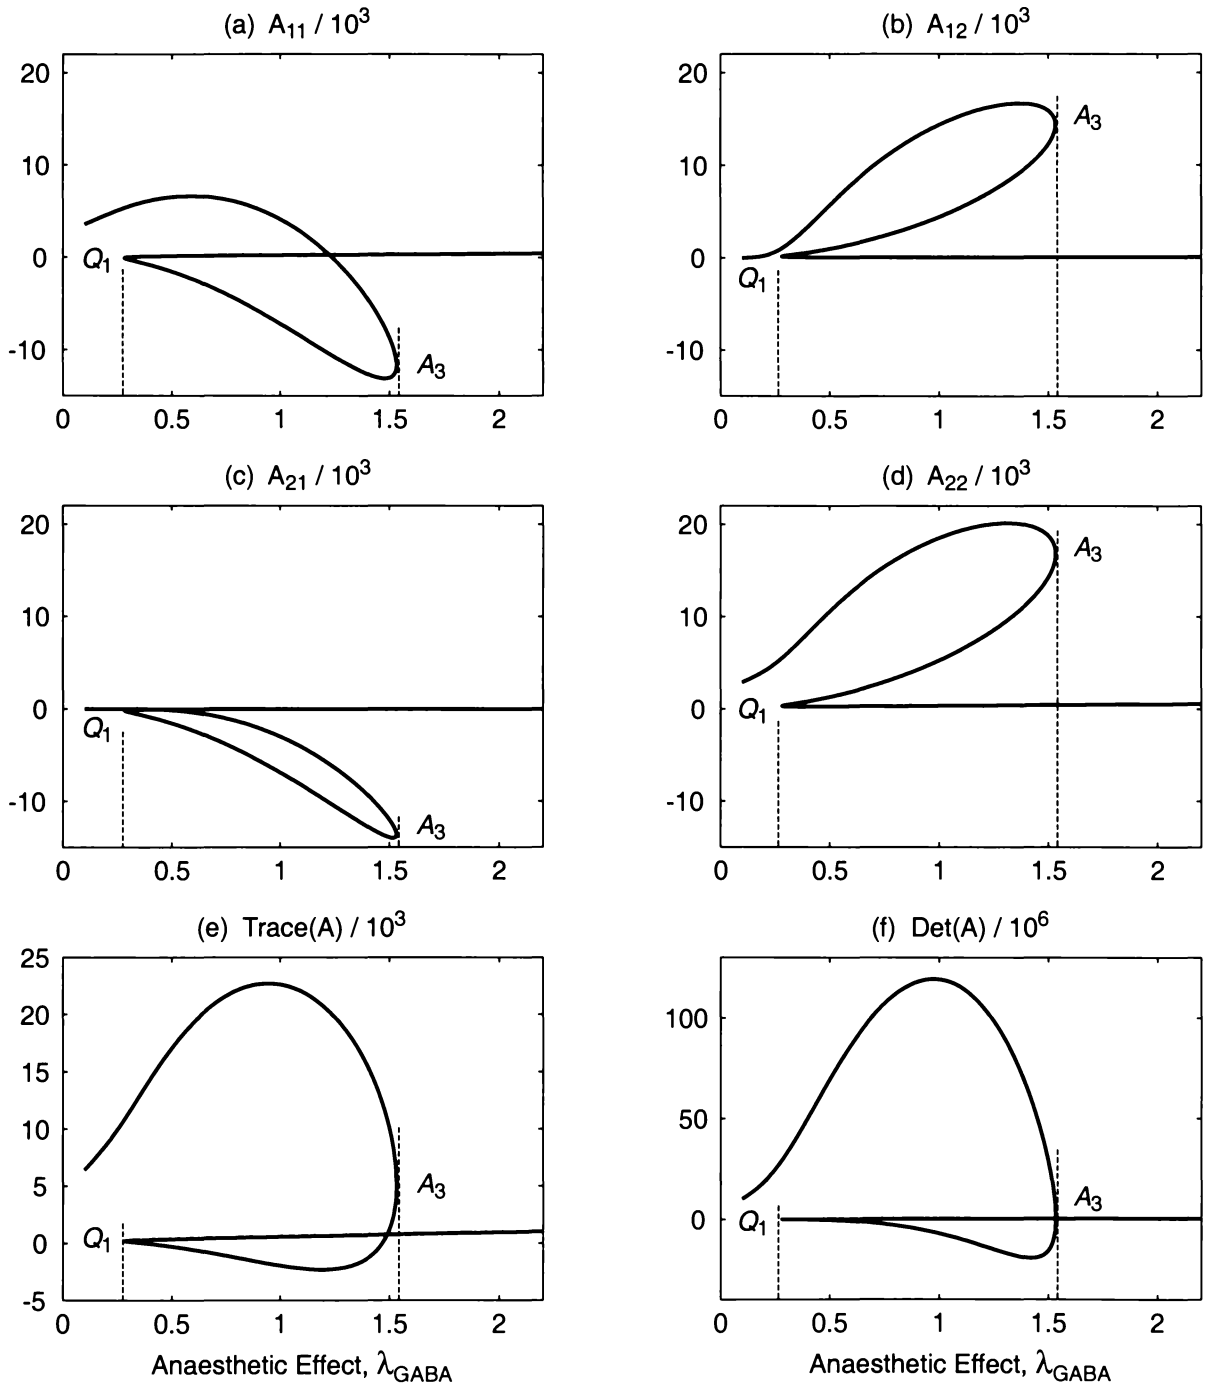 (a) A11 / 10^3
20
10
0
-10
Q1
A3
0 0.5 1 1.5 2
(b) A12 / 10^3
20
10
0
-10
Q1
A3
0 0.5 1 1.5 2
(c) A21 / 10^3
20
10
0
-10
Q1
A3
0 0.5 1 1.5 2
(d) A22 / 10^3
20
10
0
-10
Q1
A3
0 0.5 1 1.5 2
(e) Trace(A) / 10^3
25
20
15
10
5
0
-5
Q1
A3
0 0.5 1 1.5 2
Anaesthetic Effect, λGABA
(f) Det(A) / 10^6
100
50
0
Q1
A3
0 0.5 1 1.5 2
Anaesthetic Effect, λGABA